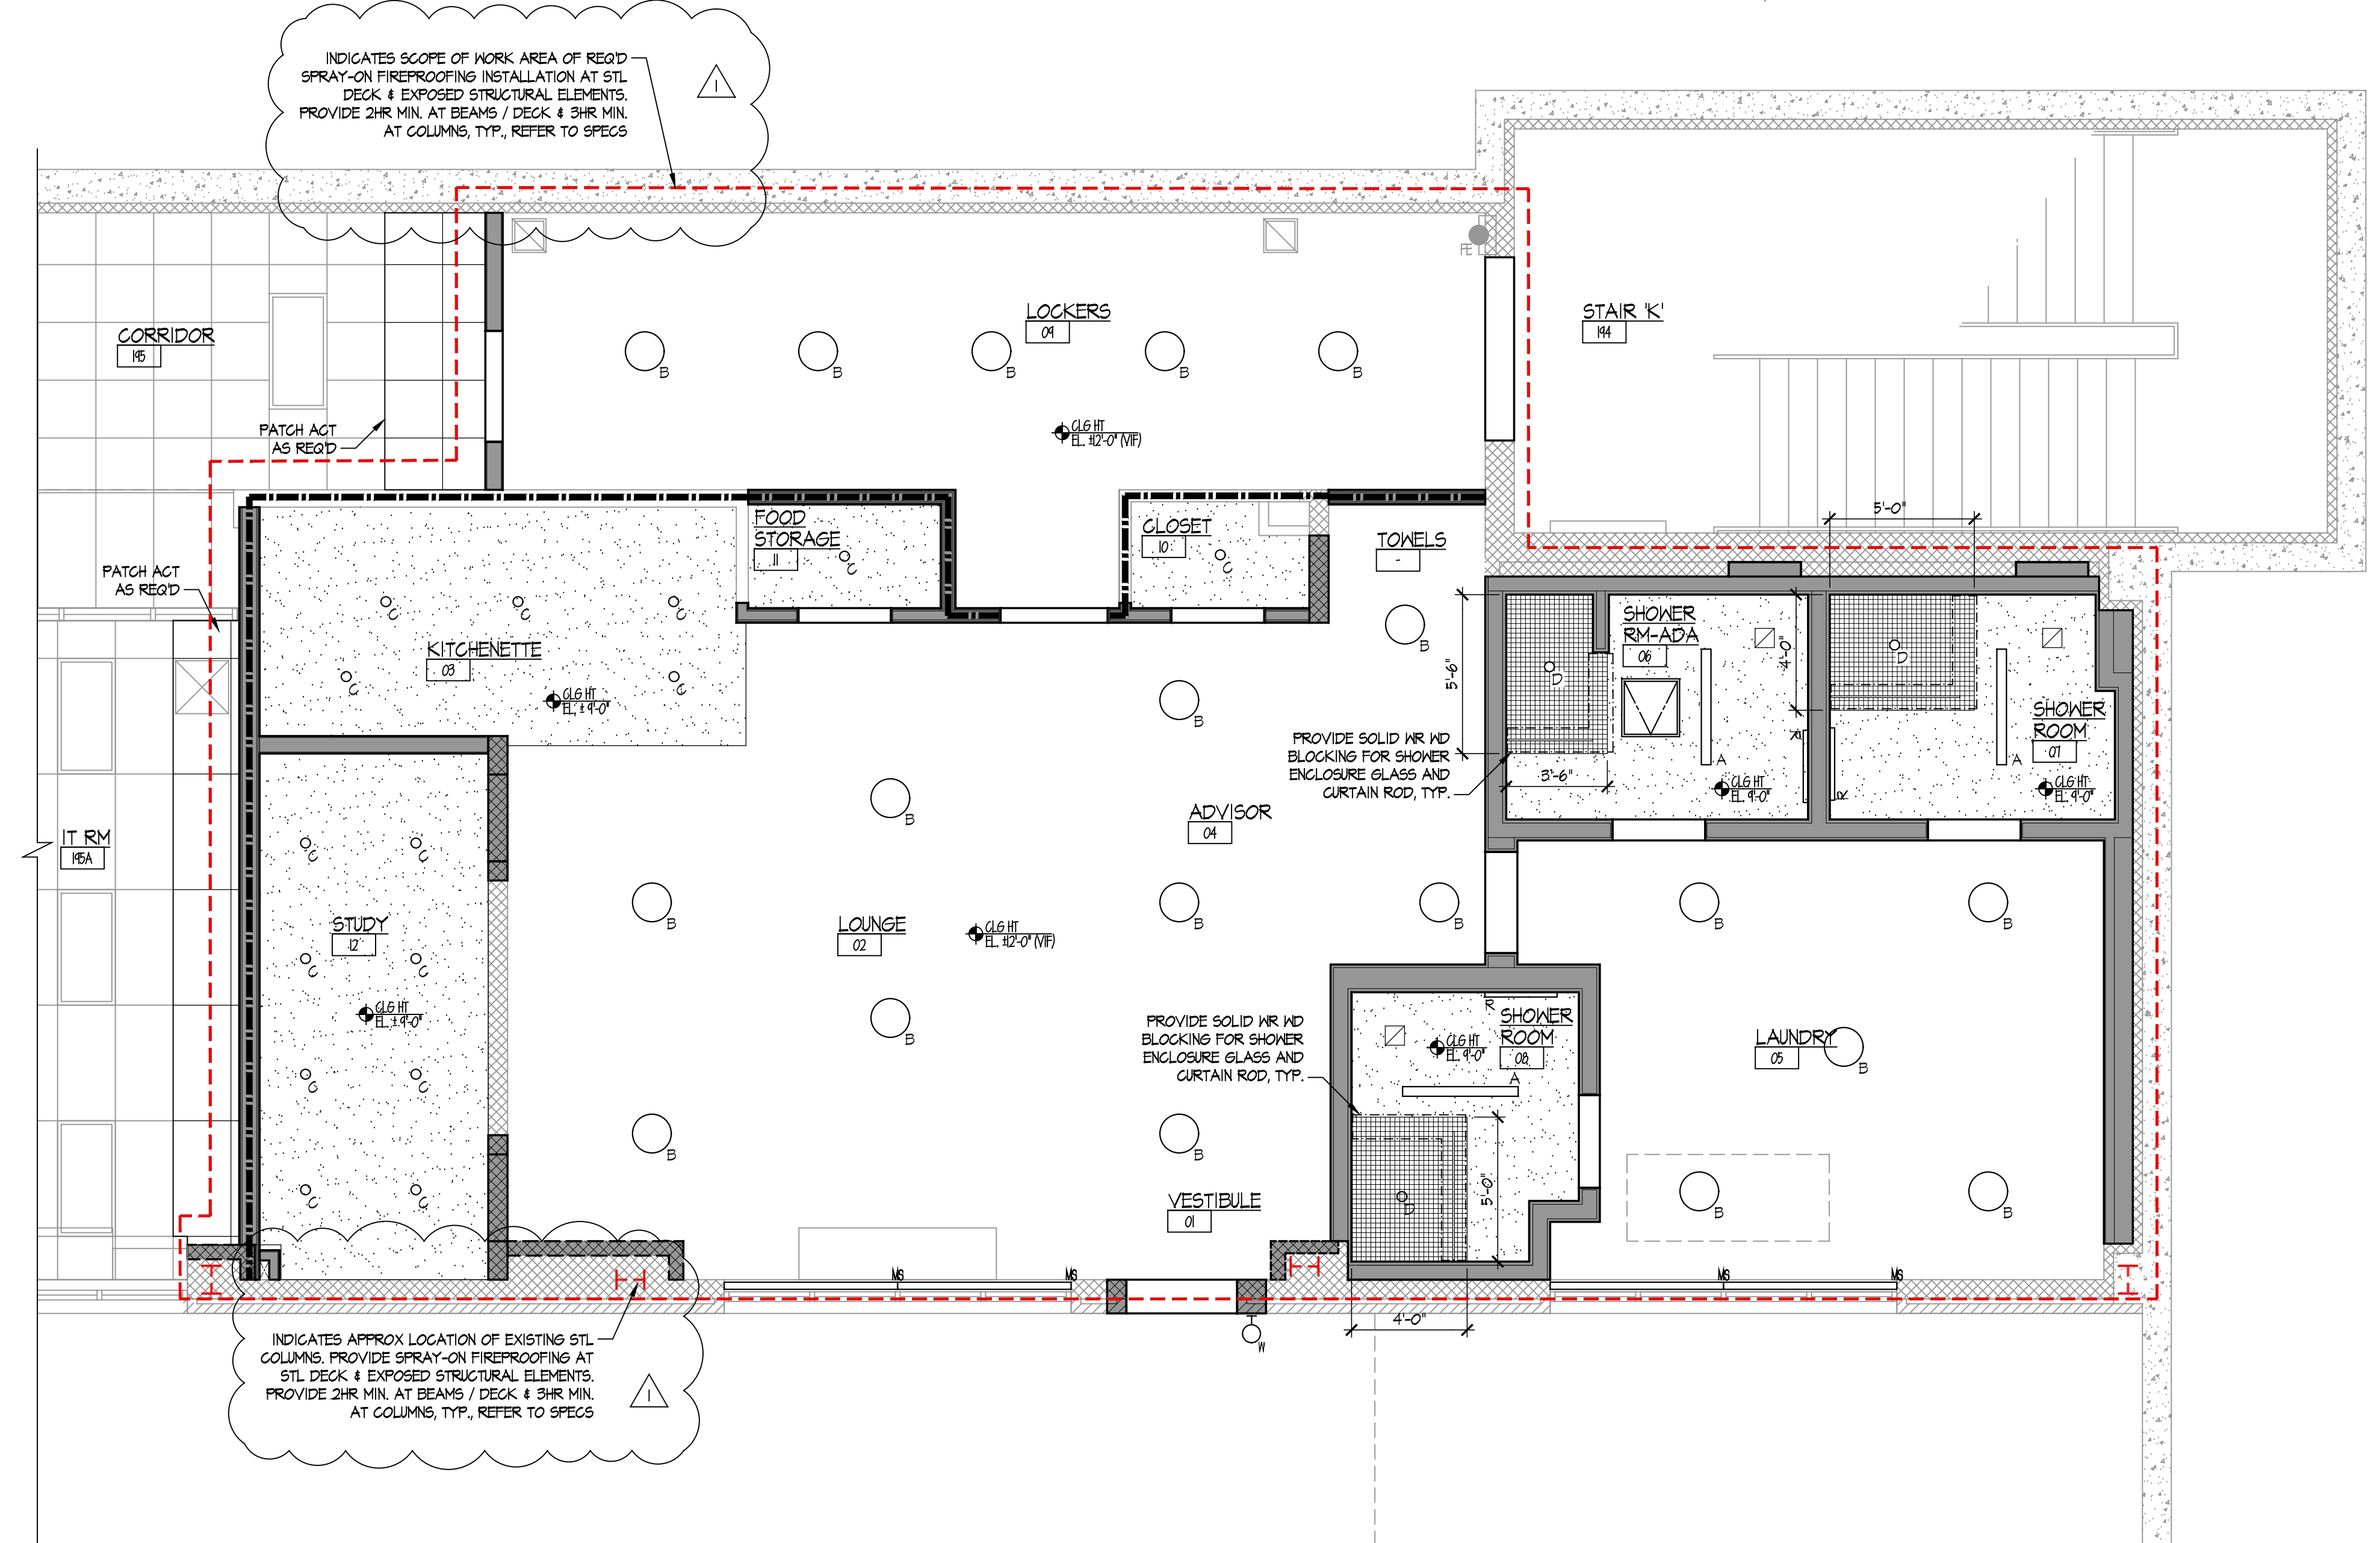 INDICATES SCOPE OF WORK AREA OF REQ'D
SPRAY-ON FIREPROOFING INSTALLATION AT STL
DECK & EXPOSED STRUCTURAL ELEMENTS.
PROVIDE 2HR MIN. AT BEAMS / DECK & 3HR MIN.
AT COLUMNS, TYP., REFER TO SPECS
1
FE
LOCKERS
09
STAIR 'K'
194
CORRIDOR
195
B
B
B
B
B
PATCH ACT
AS REQ'D
CLG HT
EL. ±12'-0" (VIF)
5'-0"
FOOD
STORAGE
11
C
CLOSET
10
C
TOWELS
-
PATCH ACT
AS REQ'D
C
C
C
KITCHENETTE
03
C
C
CLG HT
EL. ± 9'-0"
B
B
5'-6"
SHOWER
RM-ADA
06
D
4'-0"
D
SHOWER
ROOM
07
PROVIDE SOLID WR WD
BLOCKING FOR SHOWER
ENCLOSURE GLASS AND
CURTAIN ROD, TYP.
3'-6"
A
R
A
R
CLG HT
EL. 9'-0"
CLG HT
EL. 9'-0"
ADVISOR
04
B
IT RM
195A
C
C
STUDY
12
C
C
B
LOUNGE
02
CLG HT
EL. ±12'-0" (VIF)
B
B
B
B
CLG HT
EL. ± 9'-0"
B
PROVIDE SOLID WR WD
BLOCKING FOR SHOWER
ENCLOSURE GLASS AND
CURTAIN ROD, TYP.
R
SHOWER
ROOM
08
CLG HT
EL. 9'-0"
A
LAUNDRY
05
B
C
C
B
B
C
C
VESTIBULE
01
D
5'-0"
B
B
MS
MS
MS
MS
4'-0"
W
INDICATES APPROX LOCATION OF EXISTING STL
COLUMNS. PROVIDE SPRAY-ON FIREPROOFING AT
STL DECK & EXPOSED STRUCTURAL ELEMENTS.
PROVIDE 2HR MIN. AT BEAMS / DECK & 3HR MIN.
AT COLUMNS, TYP., REFER TO SPECS
1